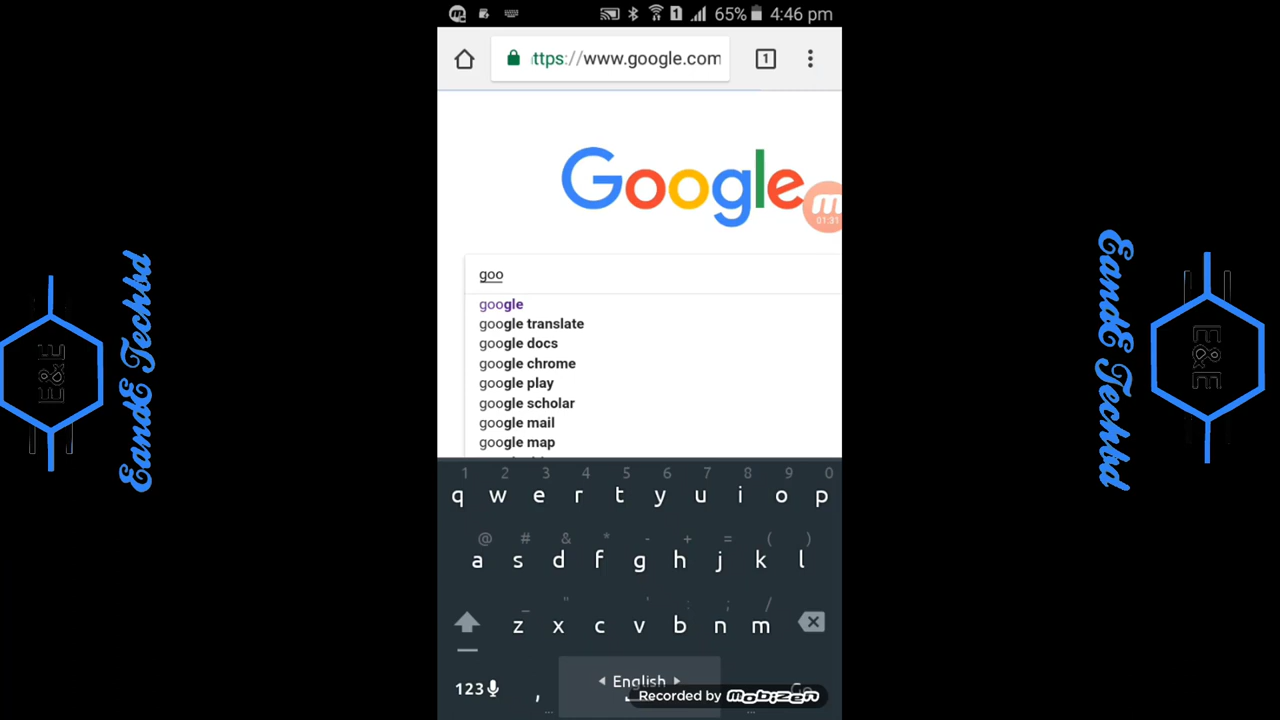 65% 4:46 pm
ttps://www.google.com
1
Google
01:31
goo
google
google translate
google docs
google chrome
google play
google scholar
google mail
google map
1 2 3 4 5 6 7 8 9 0
q w e r t y u i o p
@ # & * - + = ( )
a s d f g h j k l
_ " ' : ; /
z x c v b n m
123 , English
Recorded by mobizen
EandE Techbd
E&E
EandE Techbd
E&E